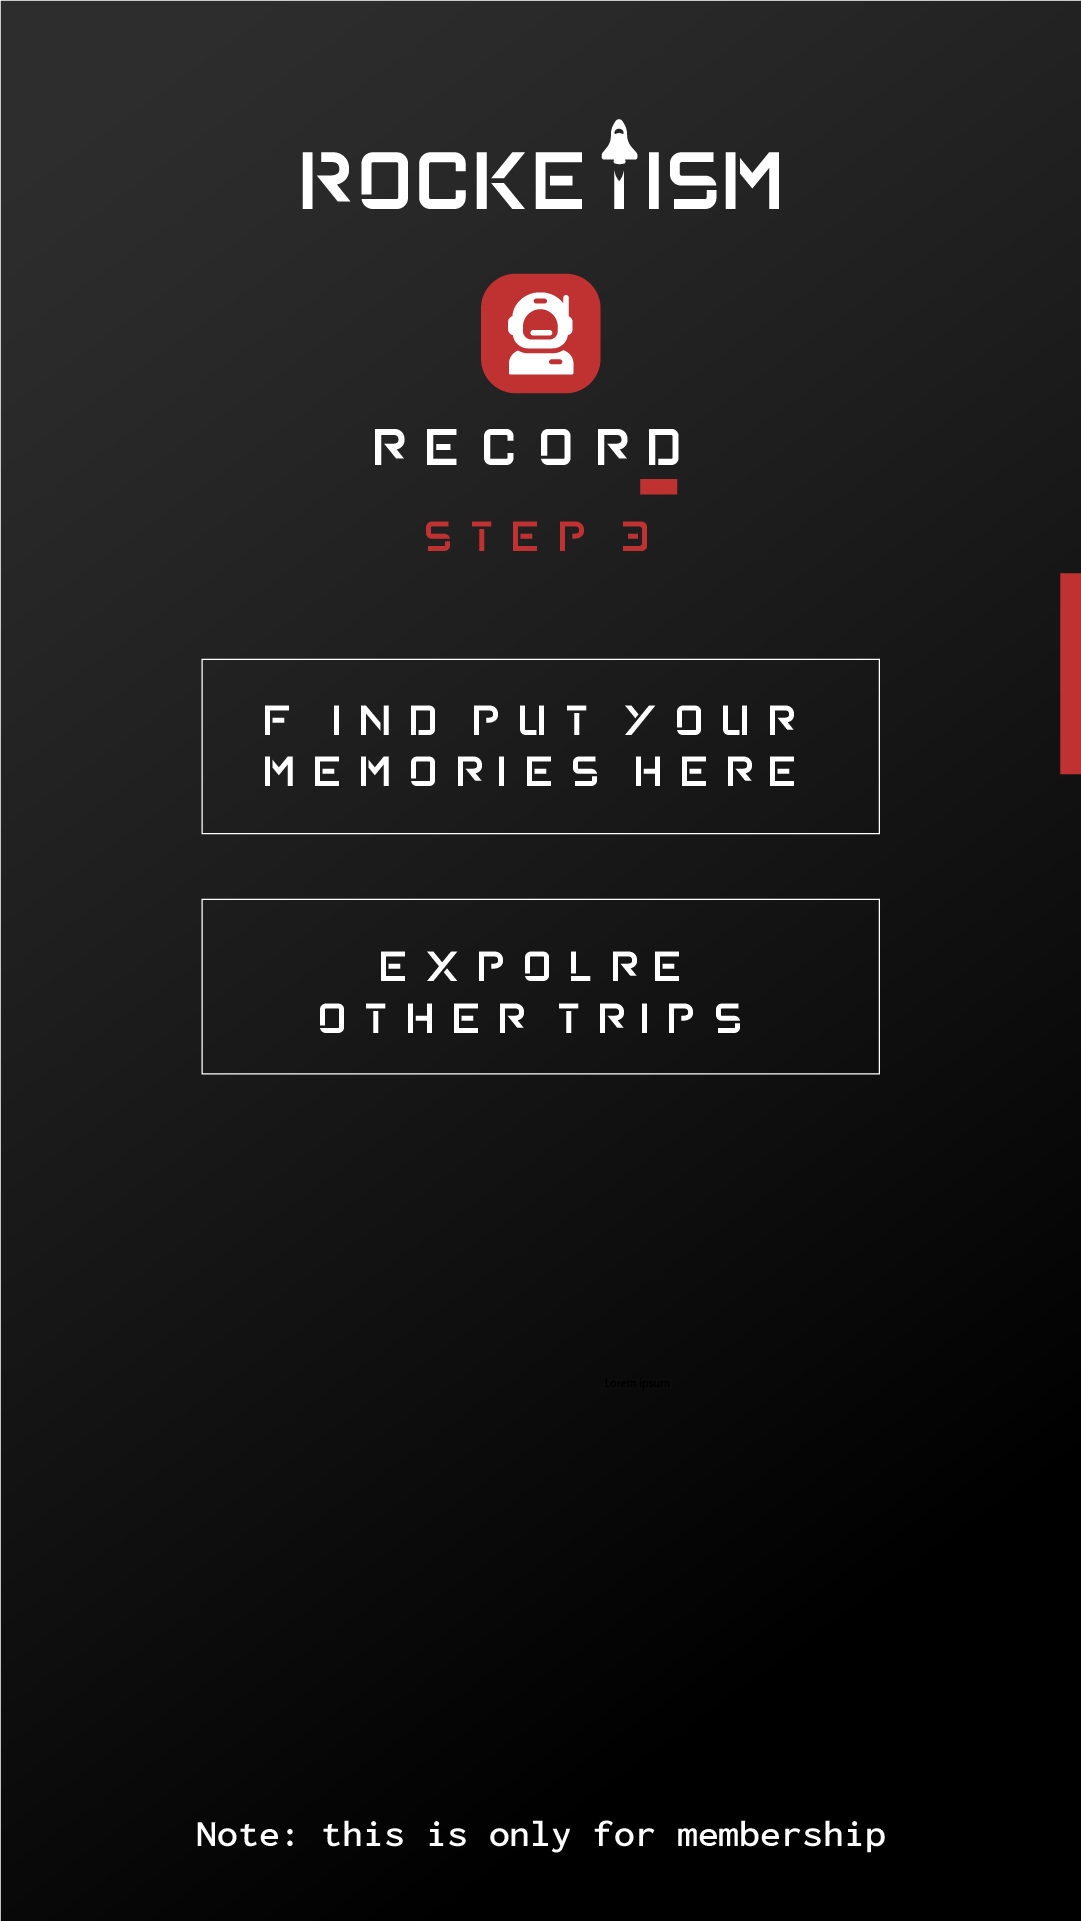 ROCKETISM
RECORD
STEP 3
F IND PUT YOUR
MEMORIES HERE
EXPOLRE
OTHER TRIPS
Lorem ipsum
Note: this is only for membership